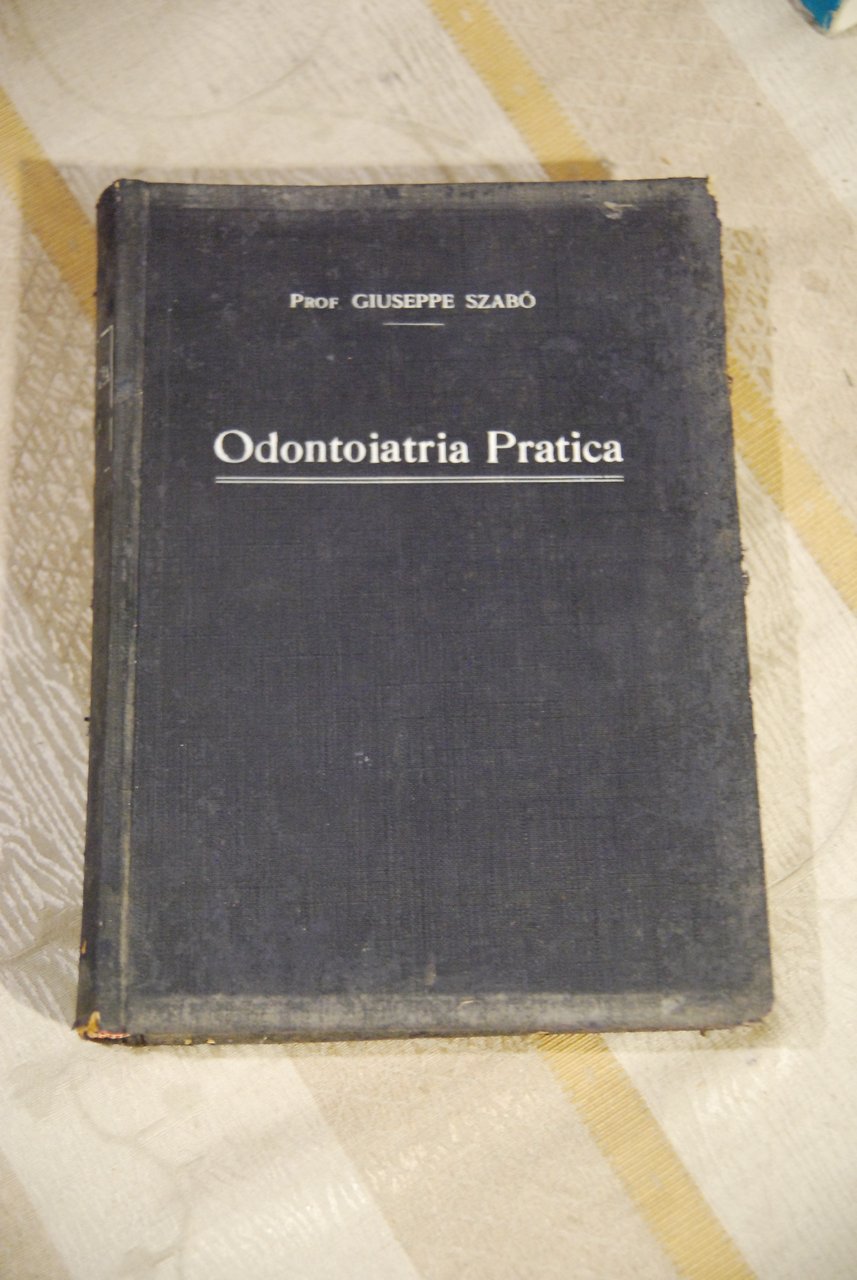 Prof. GIUSEPPE SZABÓ
Odontoiatria Pratica